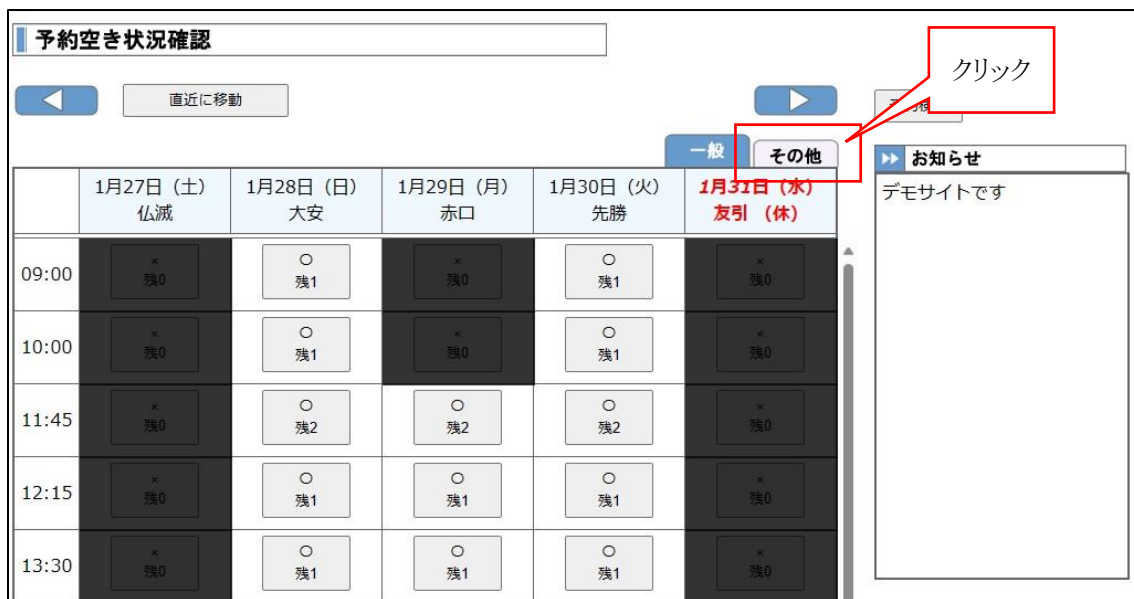 予約空き状況確認
クリック
直近に移動
一般
その他
お知らせ
デモサイトです
1月27日（土） 1月28日（日） 1月29日（月） 1月30日（火） 1月31日（水）
仏滅 大安 赤口 先勝 友引 （休）
× ○ × ○ ×
09:00 残0 残1 残0 残1 残0
× ○ × ○ ×
10:00 残0 残1 残0 残1 残0
× ○ ○ ○ ×
11:45 残0 残2 残2 残2 残0
× ○ ○ ○ ×
12:15 残0 残1 残1 残1 残0
× ○ ○ ○ ×
13:30 残0 残1 残1 残1 残0